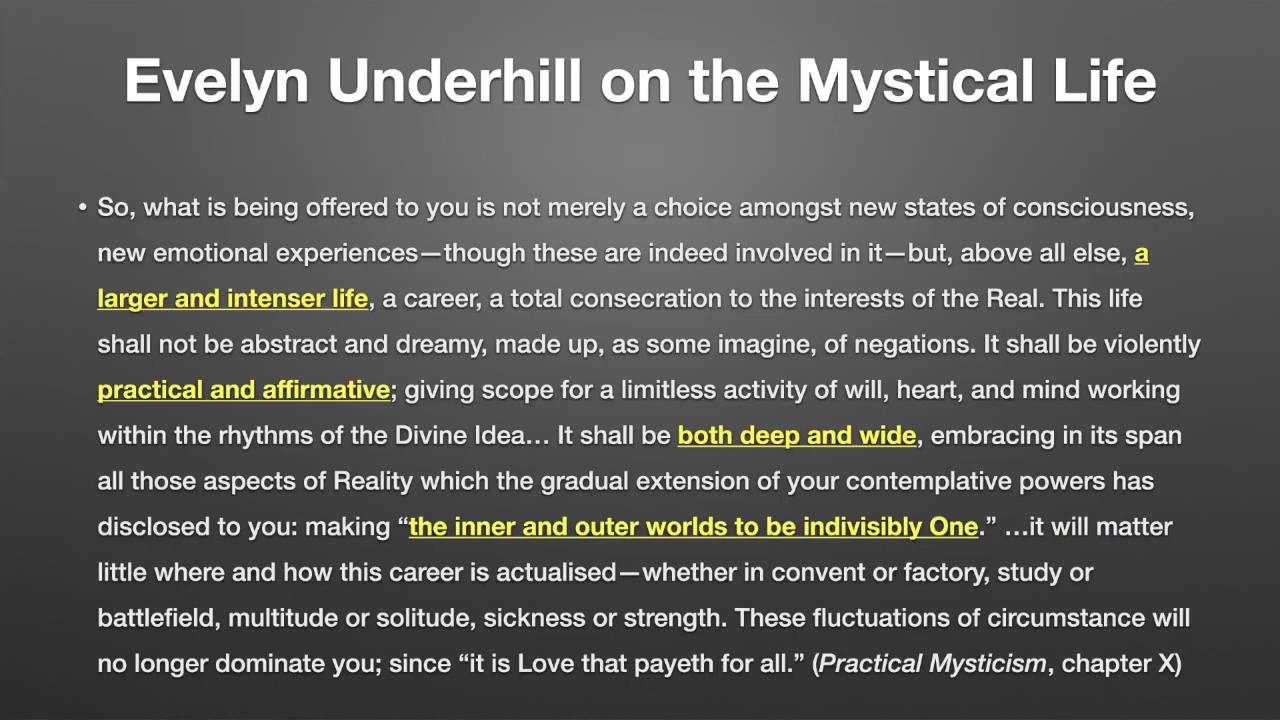 Evelyn Underhill on the Mystical Life
• So, what is being offered to you is not merely a choice amongst new states of consciousness,
new emotional experiences—though these are indeed involved in it—but, above all else, a
larger and intenser life, a career, a total consecration to the interests of the Real. This life
shall not be abstract and dreamy, made up, as some imagine, of negations. It shall be violently
practical and affirmative; giving scope for a limitless activity of will, heart, and mind working
within the rhythms of the Divine Idea… It shall be both deep and wide, embracing in its span
all those aspects of Reality which the gradual extension of your contemplative powers has
disclosed to you: making “the inner and outer worlds to be indivisibly One.” …it will matter
little where and how this career is actualised—whether in convent or factory, study or
battlefield, multitude or solitude, sickness or strength. These fluctuations of circumstance will
no longer dominate you; since “it is Love that payeth for all.” (Practical Mysticism, chapter X)